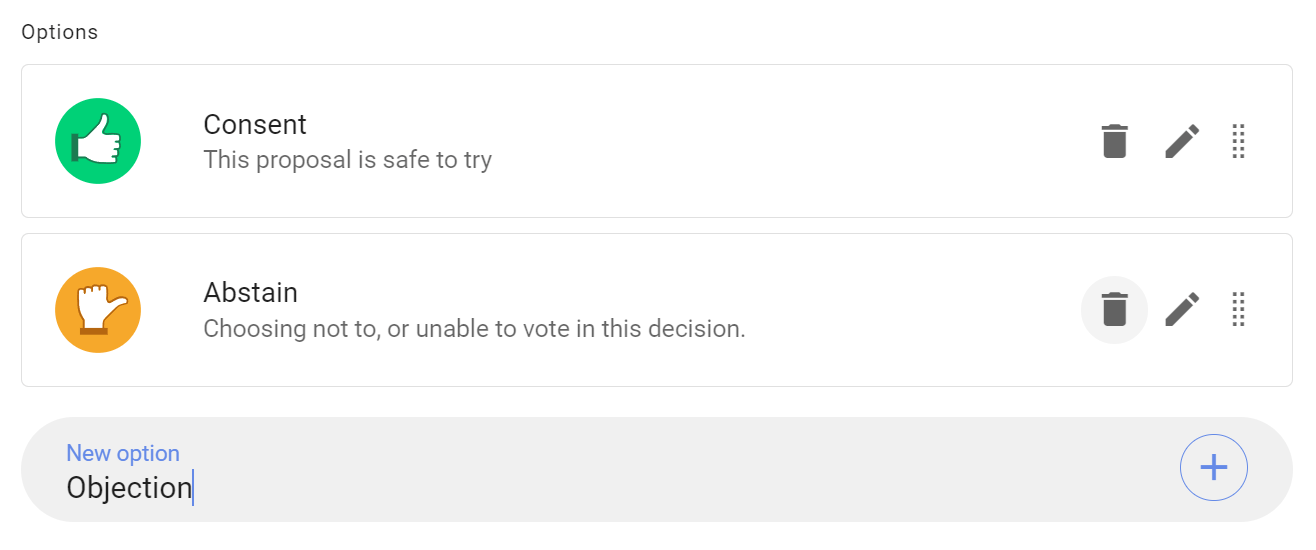 Options
Consent
This proposal is safe to try
Abstain
Choosing not to, or unable to vote in this decision.
New option
Objection